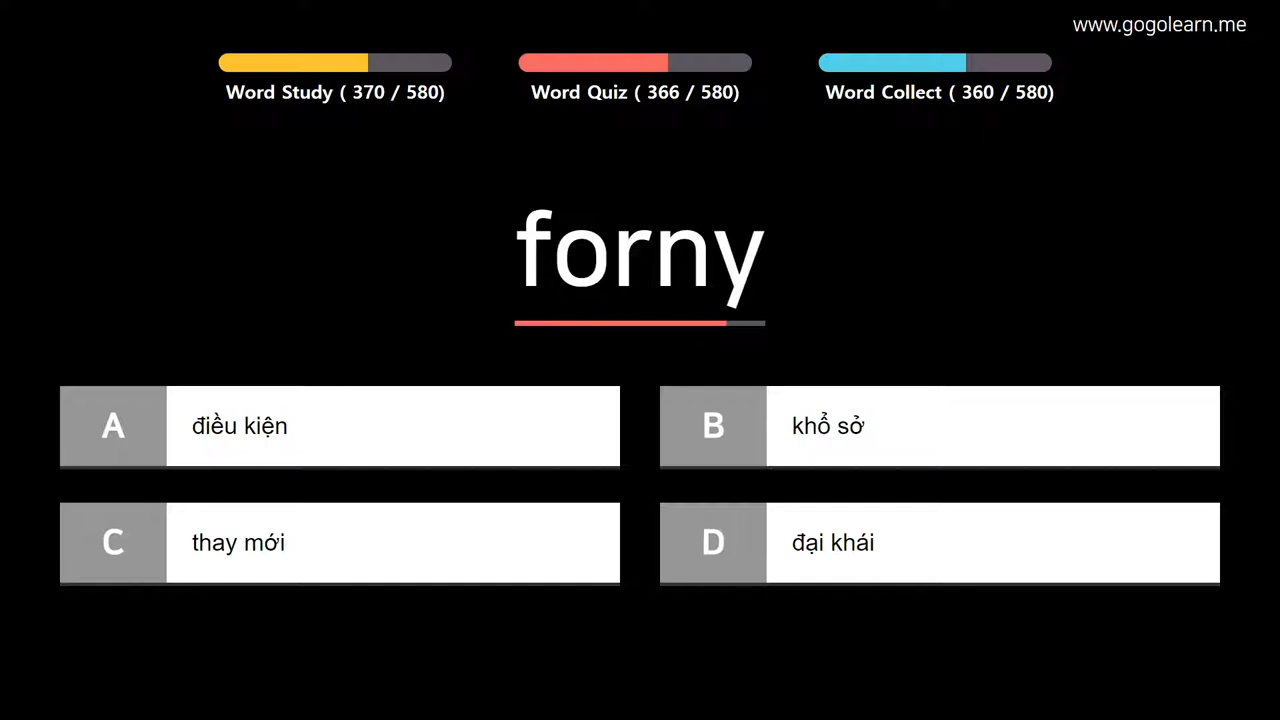 www.gogolearn.me
Word Study ( 370 / 580)
Word Quiz ( 366 / 580)
Word Collect ( 360 / 580)
forny
A điều kiện
B khổ sở
C thay mới
D đại khái